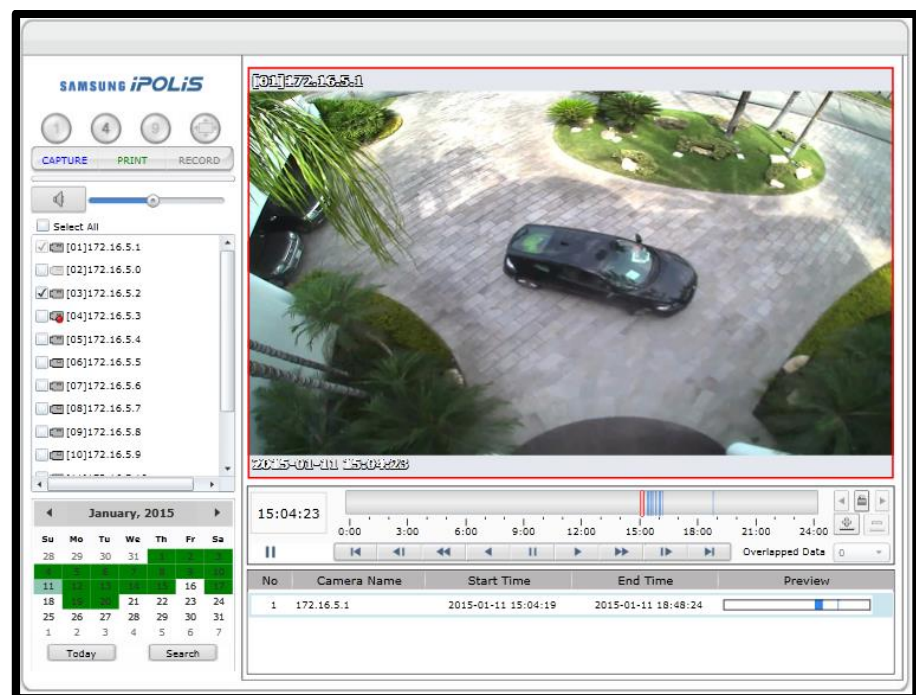 SAMSUNG iPOLiS
1 4 9
CAPTURE PRINT RECORD
Select All
[01]172.16.5.1
[02]172.16.5.0
[03]172.16.5.2
[04]172.16.5.3
[05]172.16.5.4
[06]172.16.5.5
[07]172.16.5.6
[08]172.16.5.7
[09]172.16.5.8
[10]172.16.5.9
January, 2015
Su Mo Tu We Th Fr Sa
28 29 30 31 1 2 3
4 5 6 7 8 9 10
11 12 13 14 15 16 17
18 19 20 21 22 23 24
25 26 27 28 29 30 31
1 2 3 4 5 6 7
Today Search
[01]172.16.5.1
2015-01-11 15:04:23
15:04:23
0:00 3:00 6:00 9:00 12:00 15:00 18:00 21:00 24:00
Overlapped Data 0
No Camera Name Start Time End Time Preview
1 172.16.5.1 2015-01-11 15:04:19 2015-01-11 18:48:24